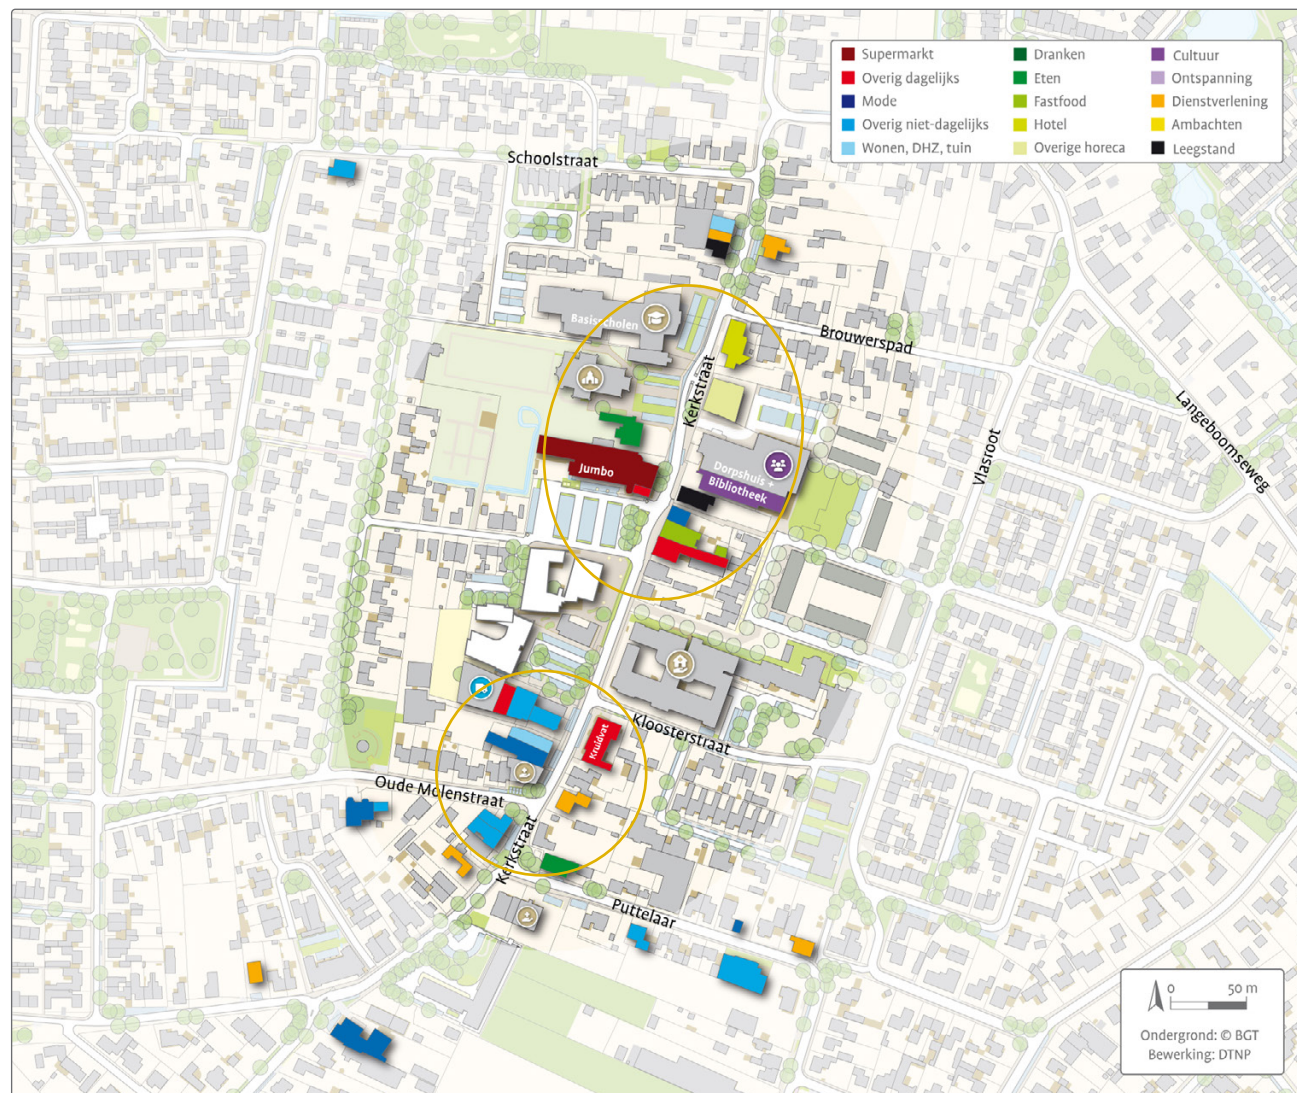 Supermarkt
Overig dagelijks
Mode
Overig niet-dagelijks
Wonen, DHZ, tuin
Dranken
Eten
Fastfood
Hotel
Overige horeca
Cultuur
Ontspanning
Dienstverlening
Ambachten
Leegstand
Schoolstraat
Basisscholen
Brouwerspad
Kerkstraat
Langeboomseweg
Vlasroot
Jumbo
Dorpshuis +
Bibliotheek
Kloosterstraat
Kruidvat
Oude Molenstraat
Kerkstraat
Puttelaar
0 50 m
Ondergrond: © BGT
Bewerking: DTNP